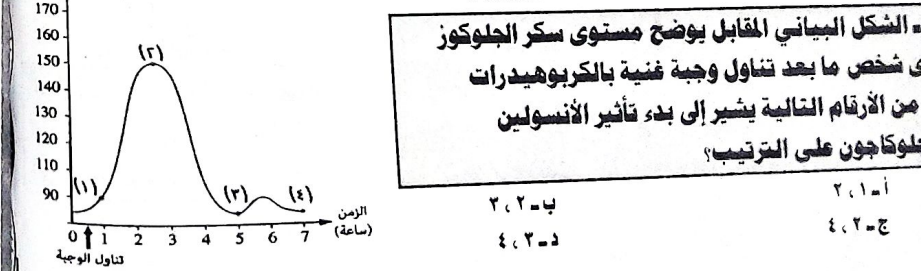 ـ الشكل البياني المقابل يوضح مستوى سكر الجلوكوز
شخص ما بعد تناول وجبة غنية بالكربوهيدرات
من الأرقام التالية يشير إلى بدء تأثير الأنسولين
على الترتيب؟
أ ـ ١ ، ٢
ب ـ ٢ ، ٣
ج ـ ٢ ، ٤
د ـ ٣ ، ٤
170
160
150
140
130
120
110
90
(١)
(٢)
(٣)
(٤)
0 1 2 3 4 5 6 7
الزمن
(ساعة)
تناول الوجبة